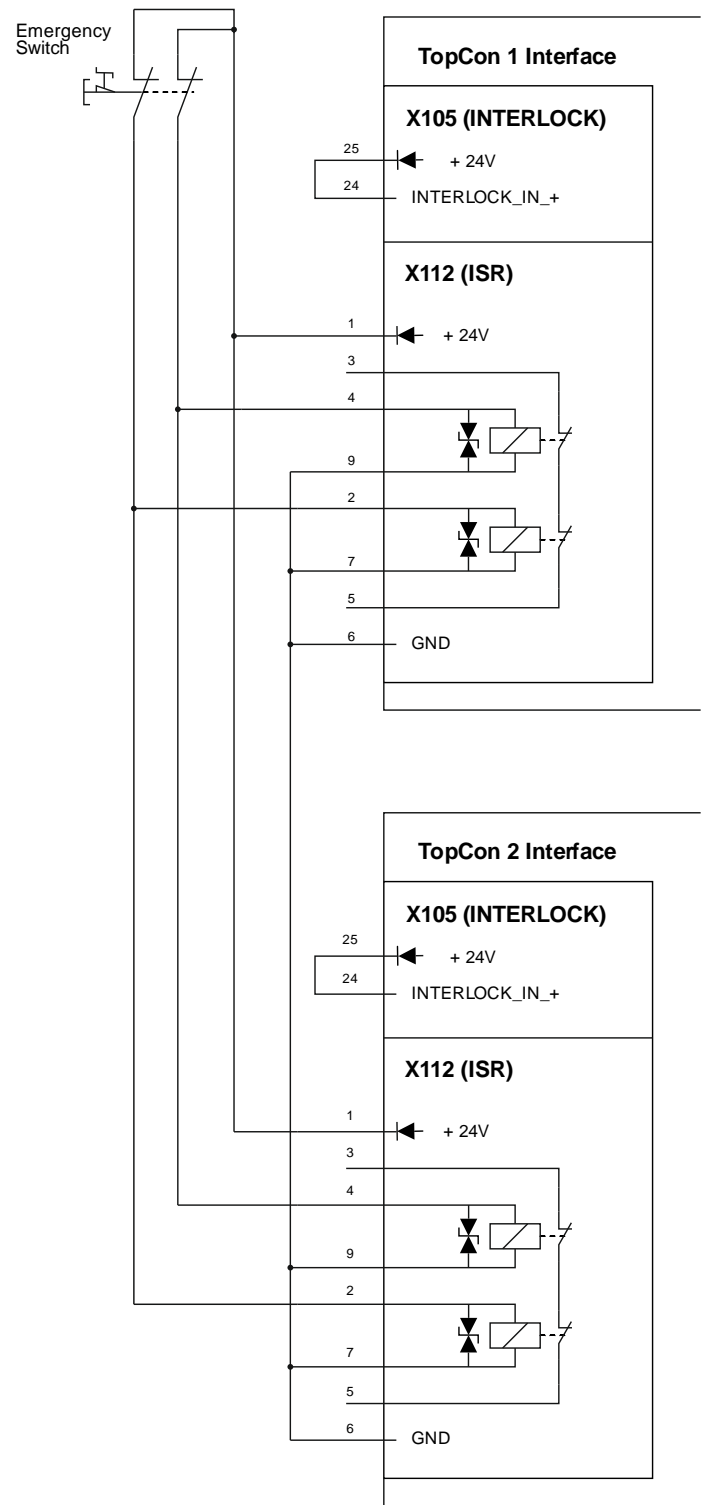 Emergency
Switch
TopCon 1 Interface
X105 (INTERLOCK)
25
+ 24V
24
INTERLOCK_IN_+
X112 (ISR)
1
+ 24V
3
4
9
2
7
5
6
GND
TopCon 2 Interface
X105 (INTERLOCK)
25
+ 24V
24
INTERLOCK_IN_+
X112 (ISR)
1
+ 24V
3
4
9
2
7
5
6
GND